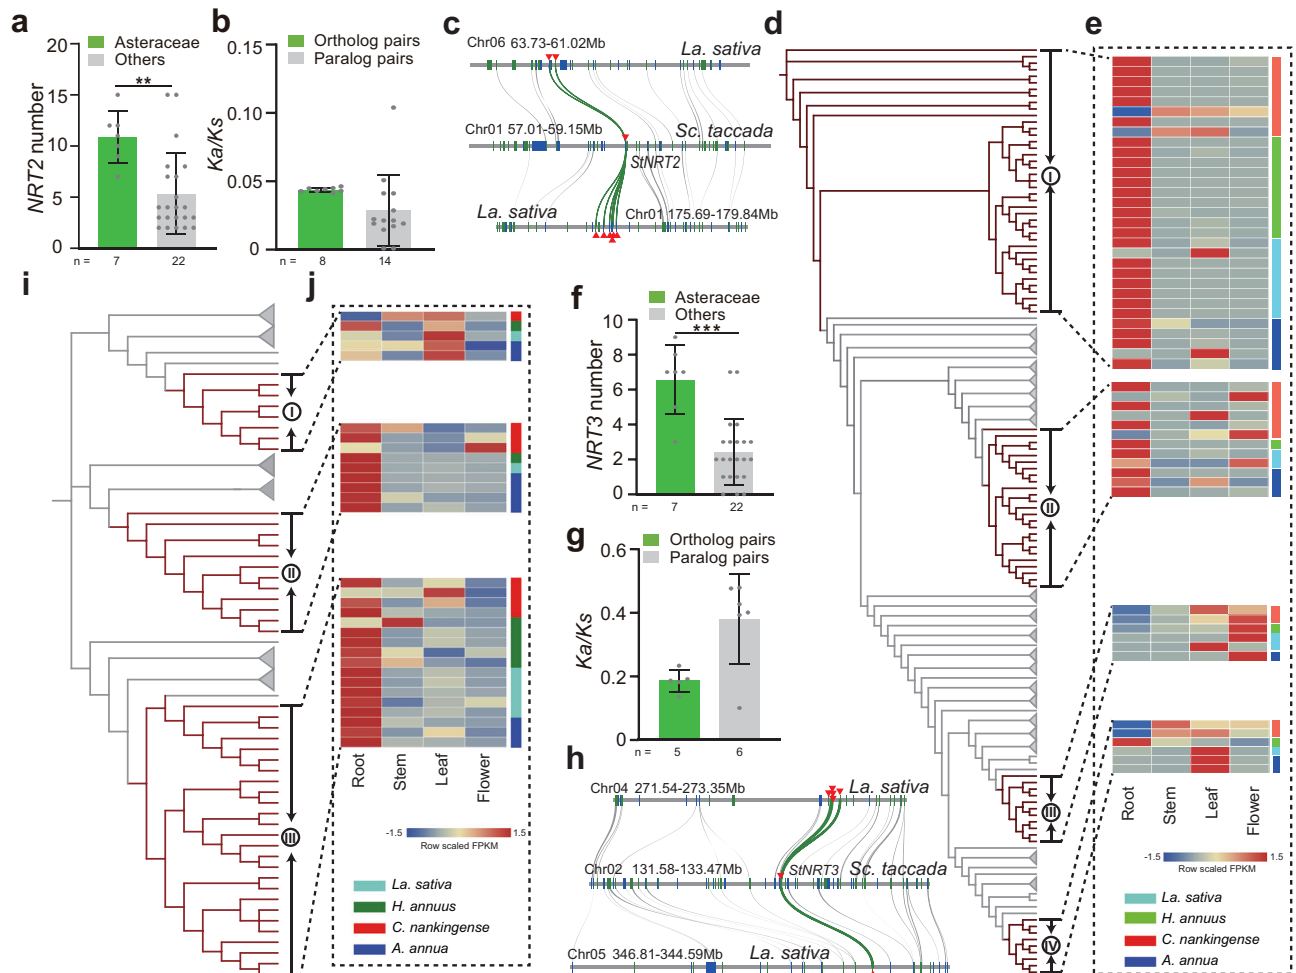 a
20
15
10
5
0
NRT2 number
Asteraceae
Others
**
n =
7
22
b
0.15
0.10
0.05
0
Ka/Ks
Ortholog pairs
Paralog pairs
n =
8
14
c
Chr06 63.73-61.02Mb
La. sativa
Chr01 57.01-59.15Mb
Sc. taccada
StNRT2
La. sativa
Chr01 175.69-179.84Mb
d
I
II
III
IV
e
Root
Stem
Leaf
Flower
-1.5
1.5
Row scaled FPKM
La. sativa
H. annuus
C. nankingense
A. annua
f
Asteraceae
Others
10
8
6
4
2
0
NRT3 number
***
n =
7
22
g
Ortholog pairs
Paralog pairs
0.6
0.4
0.2
0
Ka/Ks
n =
5
6
h
Chr04 271.54-273.35Mb
La. sativa
Chr02 131.58-133.47Mb
StNRT3
Sc. taccada
Chr05 346.81-344.59Mb
La. sativa
i
I
II
III
j
Root
Stem
Leaf
Flower
-1.5
1.5
Row scaled FPKM
La. sativa
H. annuus
C. nankingense
A. annua